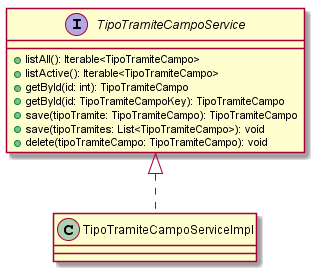 I TipoTramiteCampoService
listAll(): Iterable<TipoTramiteCampo>
listActive(): Iterable<TipoTramiteCampo>
getById(id: int): TipoTramiteCampo
getById(id: TipoTramiteCampoKey): TipoTramiteCampo
save(tipoTramite: TipoTramiteCampo): TipoTramiteCampo
save(tipoTramites: List<TipoTramiteCampo>): void
delete(tipoTramiteCampo: TipoTramiteCampo): void
C TipoTramiteCampoServiceImpl